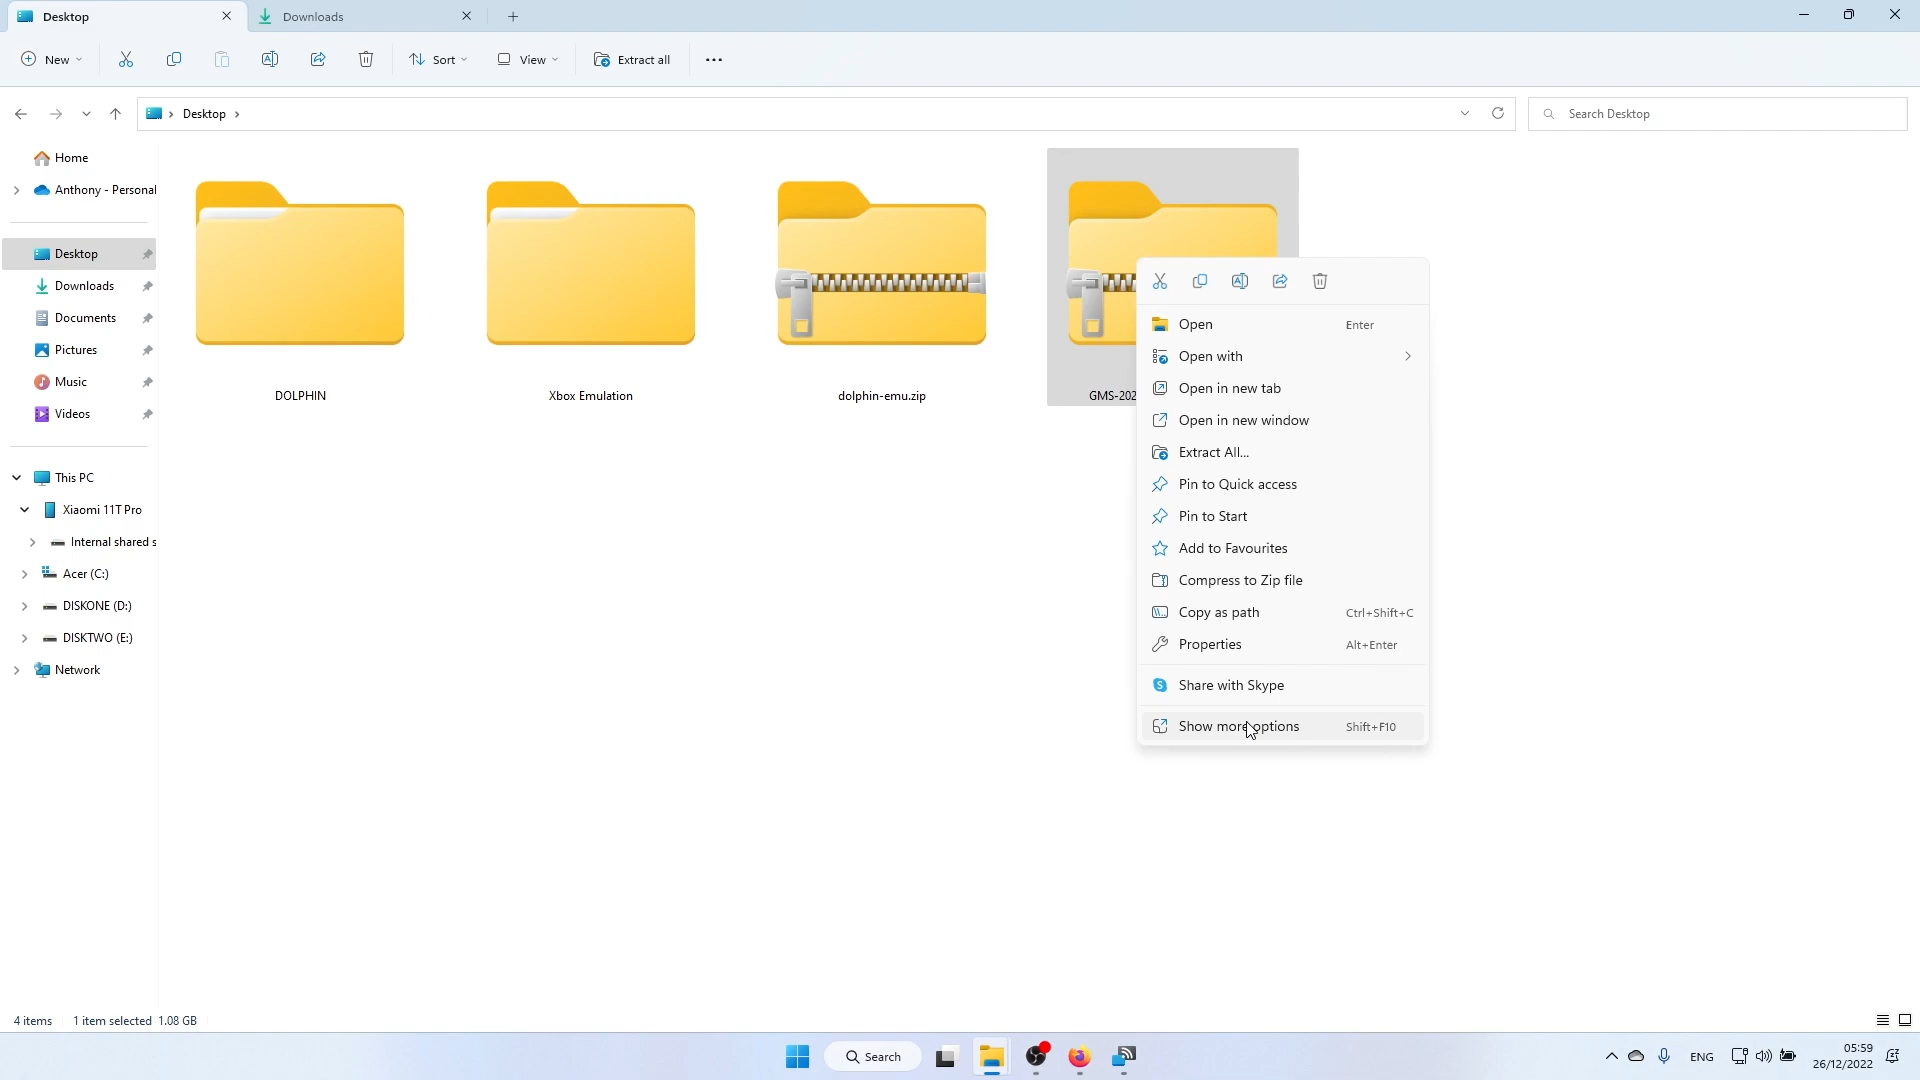 Desktop
Downloads
New
Sort
View
Extract all
Desktop
Search Desktop
Home
Anthony - Personal
Desktop
Downloads
Documents
Pictures
Music
Videos
This PC
Xiaomi 11T Pro
Internal shared s
Acer (C:)
DISKONE (D:)
DISKTWO (E:)
Network
DOLPHIN
Xbox Emulation
dolphin-emu.zip
GMS-202
Open Enter
Open with
Open in new tab
Open in new window
Extract All...
Pin to Quick access
Pin to Start
Add to Favourites
Compress to Zip file
Copy as path Ctrl+Shift+C
Properties Alt+Enter
Share with Skype
Show more options Shift+F10
4 items 1 item selected 1.08 GB
Search
ENG
05:59
26/12/2022